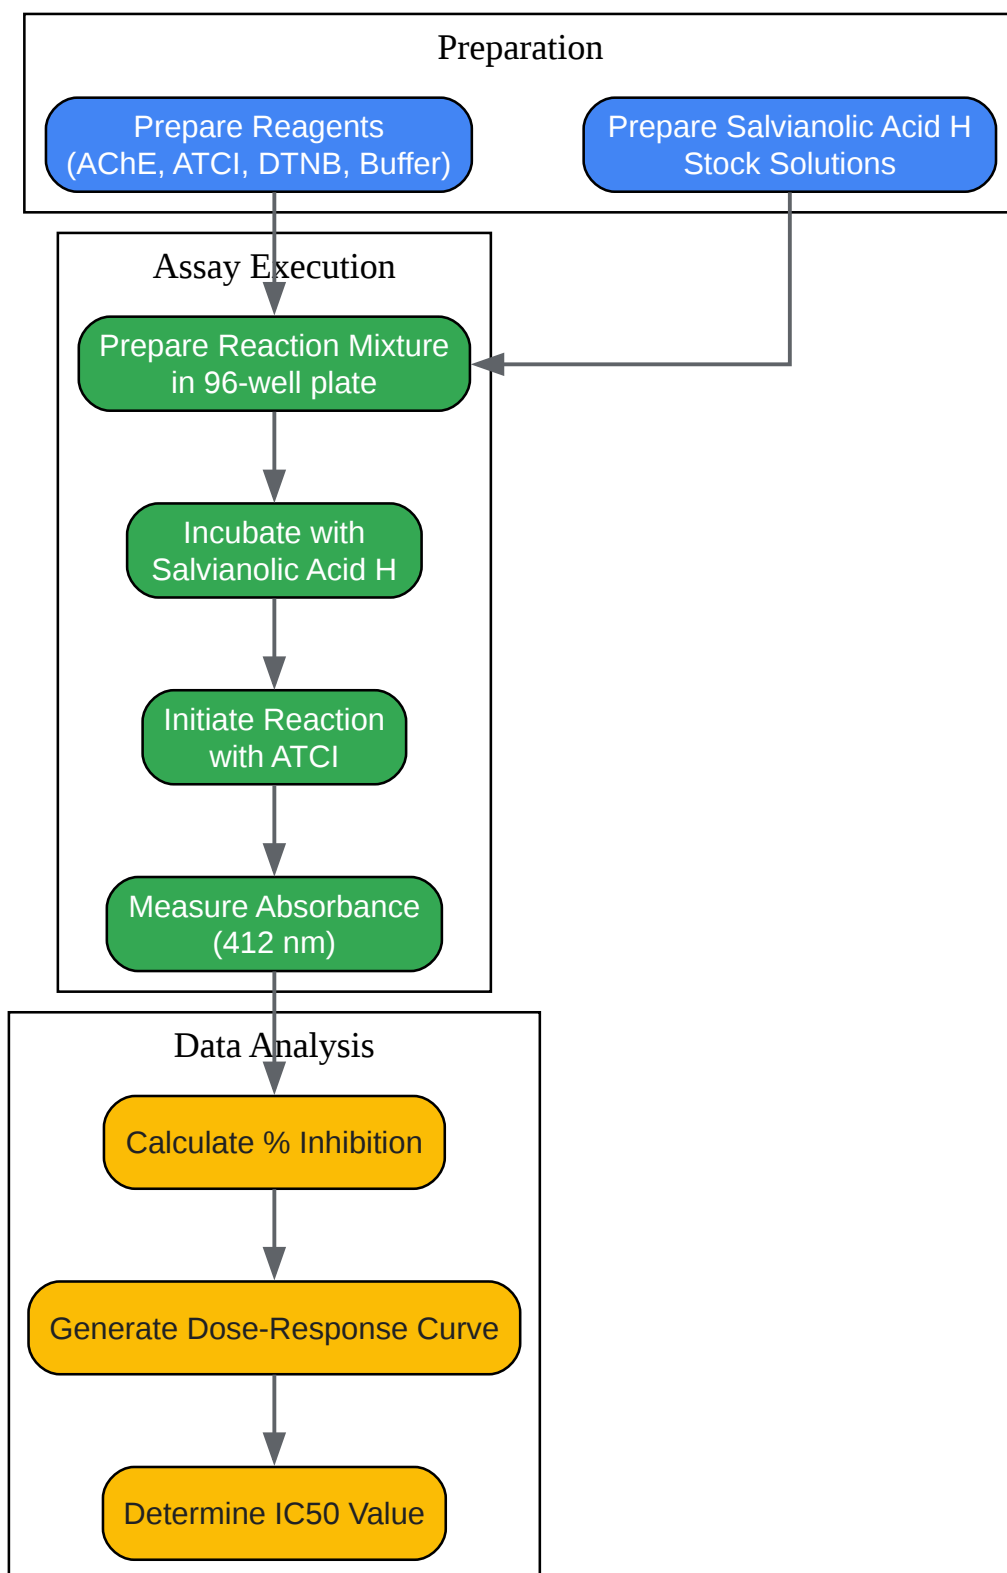 Preparation
Prepare Reagents
(AChE, ATCI, DTNB, Buffer)
Prepare Salvianolic Acid H
Stock Solutions
Assay Execution
Prepare Reaction Mixture
in 96-well plate
Incubate with
Salvianolic Acid H
Initiate Reaction
with ATCI
Measure Absorbance
(412 nm)
Data Analysis
Calculate % Inhibition
Generate Dose-Response Curve
Determine IC50 Value